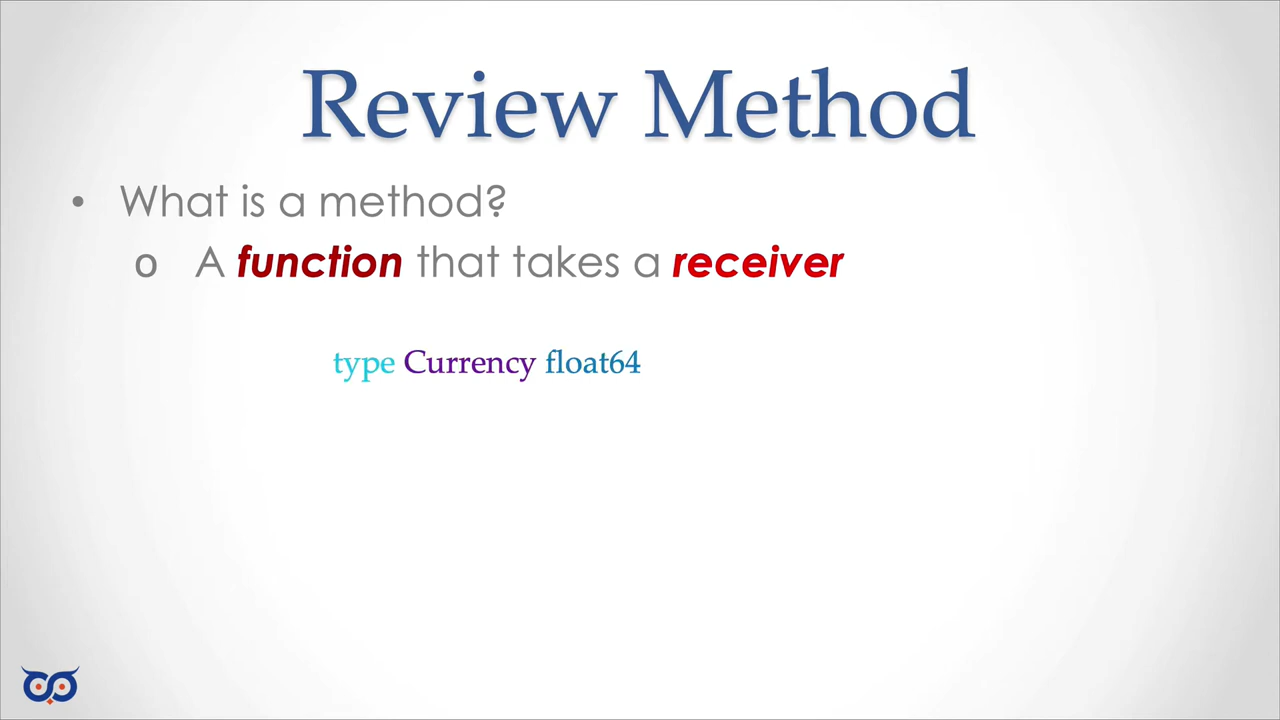 Review Method
• What is a method?
o A function that takes a receiver
type Currency float64